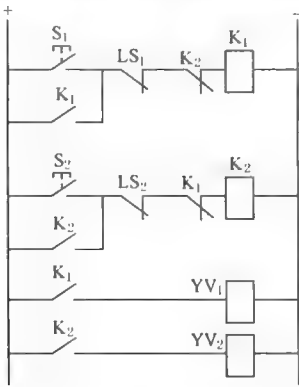 + -
S₁
LS₁ K₂ K₁
K₁
S₂
LS₂ K₁ K₂
K₂
K₁ YV₁
K₂ YV₂